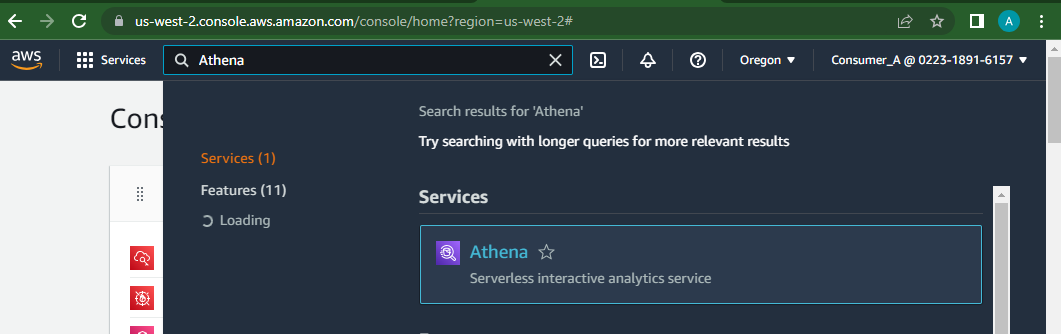 us-west-2.console.aws.amazon.com/console/home?region=us-west-2#
A
aws
Services
Athena
Oregon
Consumer_A @ 0223-1891-6157
Search results for 'Athena'
Try searching with longer queries for more relevant results
Services (1)
Features (11)
Loading
Services
Athena
Serverless interactive analytics service